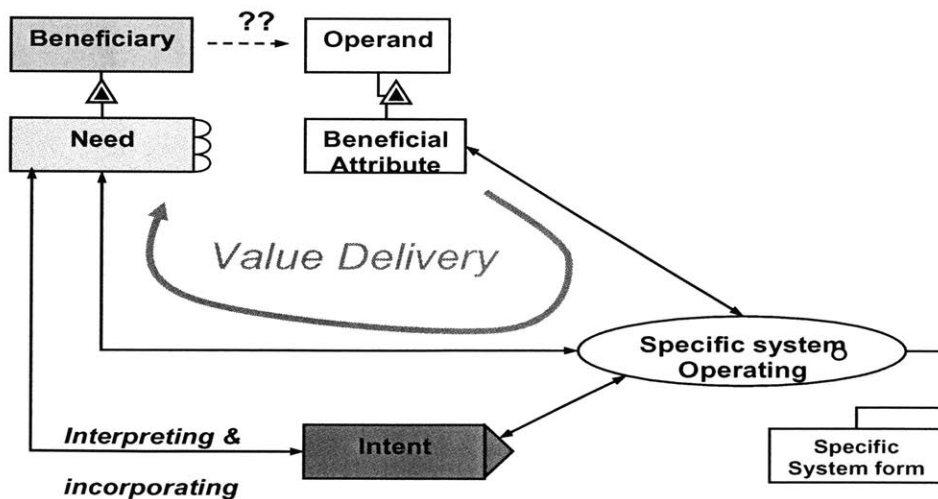 ??
Beneficiary
Operand
Need
Beneficial
Attribute
Value Delivery
Specific system
Operating
Interpreting &
incorporating
Intent
Specific
System form